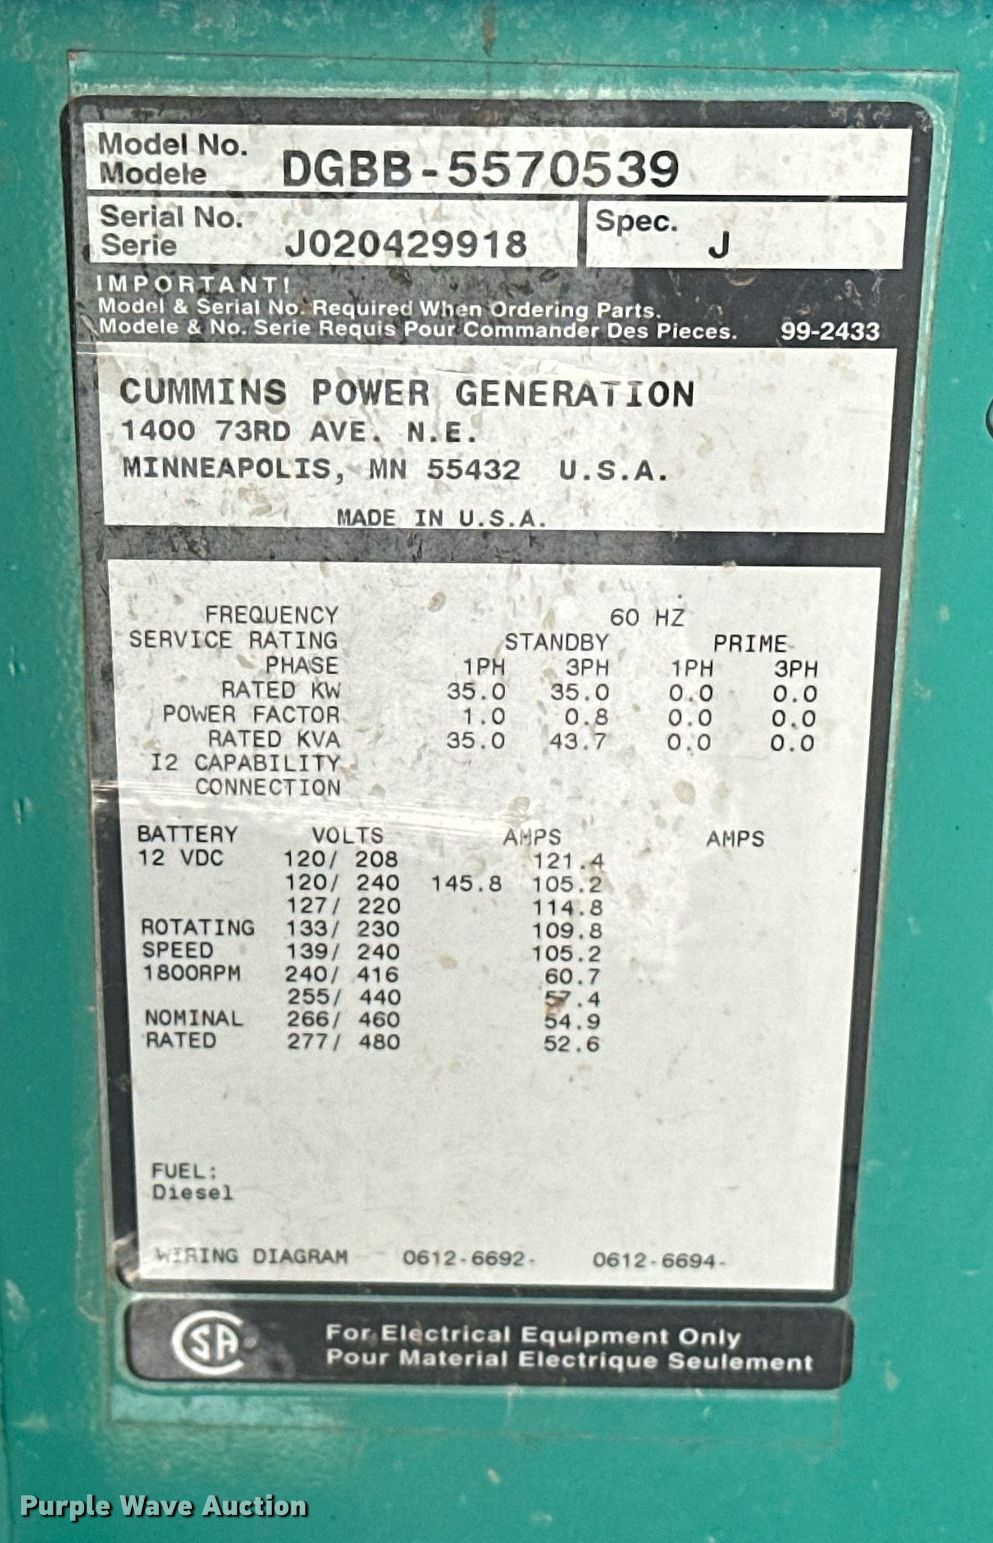 Model No.
Modele DGBB-5570539
Serial No.
Serie J020429918
Spec.
J
IMPORTANT!
Model & Serial No. Required When Ordering Parts.
Modele & No. Serie Requis Pour Commander Des Pieces. 99-2433
CUMMINS POWER GENERATION
1400 73RD AVE. N.E.
MINNEAPOLIS, MN 55432 U.S.A.
MADE IN U.S.A.
FREQUENCY 60 HZ
SERVICE RATING STANDBY PRIME
PHASE 1PH 3PH 1PH 3PH
RATED KW 35.0 35.0 0.0 0.0
POWER FACTOR 1.0 0.8 0.0 0.0
RATED KVA 35.0 43.7 0.0 0.0
I2 CAPABILITY
CONNECTION
BATTERY VOLTS AMPS AMPS
12 VDC 120/ 208 121.4
120/ 240 145.8 105.2
127/ 220 114.8
ROTATING 133/ 230 109.8
SPEED 139/ 240 105.2
1800RPM 240/ 416 60.7
255/ 440 57.4
NOMINAL 266/ 460 54.9
RATED 277/ 480 52.6
FUEL:
Diesel
WIRING DIAGRAM 0612-6692- 0612-6694-
CSA
For Electrical Equipment Only
Pour Material Electrique Seulement
Purple Wave Auction